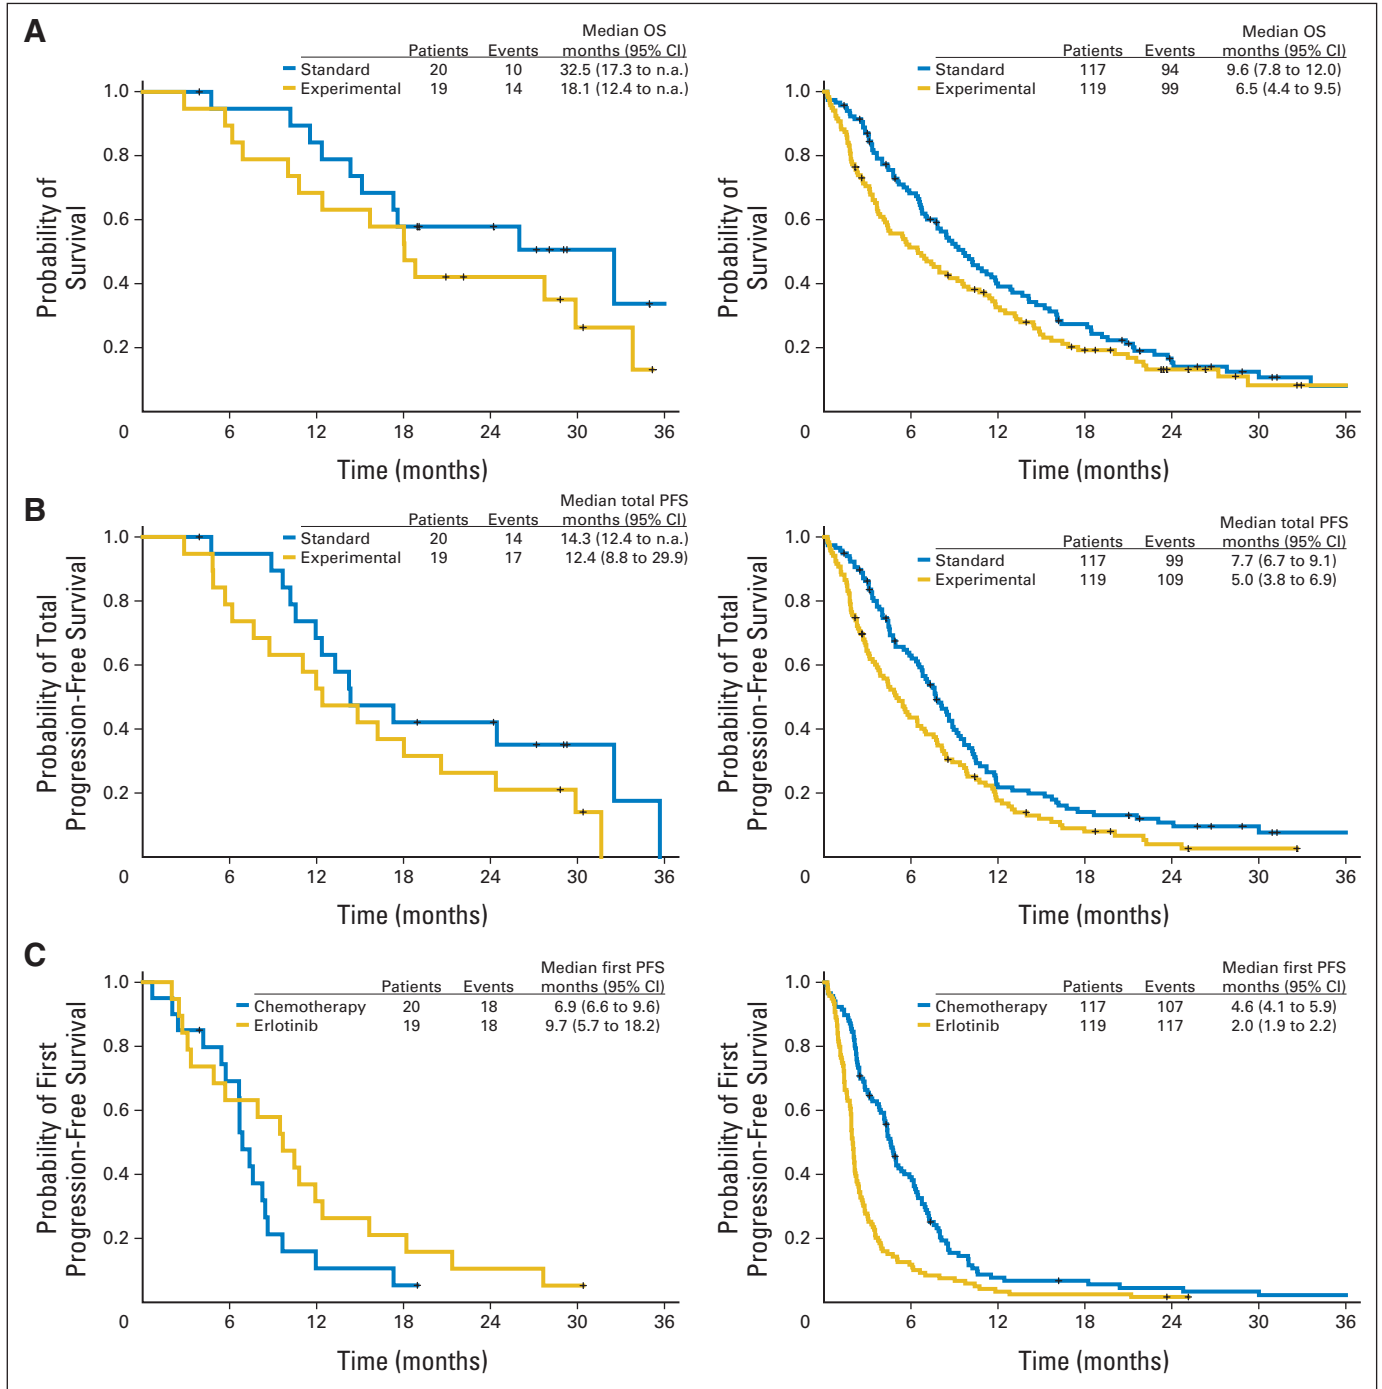 A
Median OS
Patients Events months (95% CI)
Standard 20 10 32.5 (17.3 to n.a.)
Experimental 19 14 18.1 (12.4 to n.a.)
1.0
0.8
0.6
0.4
0.2
0 6 12 18 24 30 36
Probability of
Survival
Time (months)
Median OS
Patients Events months (95% CI)
Standard 117 94 9.6 (7.8 to 12.0)
Experimental 119 99 6.5 (4.4 to 9.5)
1.0
0.8
0.6
0.4
0.2
0 6 12 18 24 30 36
Probability of
Survival
Time (months)
B
Median total PFS
Patients Events months (95% CI)
Standard 20 14 14.3 (12.4 to n.a.)
Experimental 19 17 12.4 (8.8 to 29.9)
1.0
0.8
0.6
0.4
0.2
0 6 12 18 24 30 36
Probability of Total
Progression-Free Survival
Time (months)
Median total PFS
Patients Events months (95% CI)
Standard 117 99 7.7 (6.7 to 9.1)
Experimental 119 109 5.0 (3.8 to 6.9)
1.0
0.8
0.6
0.4
0.2
0 6 12 18 24 30 36
Probability of Total
Progression-Free Survival
Time (months)
C
Median first PFS
Patients Events months (95% CI)
Chemotherapy 20 18 6.9 (6.6 to 9.6)
Erlotinib 19 18 9.7 (5.7 to 18.2)
1.0
0.8
0.6
0.4
0.2
0 6 12 18 24 30 36
Probability of First
Progression-Free Survival
Time (months)
Median first PFS
Patients Events months (95% CI)
Chemotherapy 117 107 4.6 (4.1 to 5.9)
Erlotinib 119 117 2.0 (1.9 to 2.2)
1.0
0.8
0.6
0.4
0.2
0 6 12 18 24 30 36
Probability of First
Progression-Free Survival
Time (months)